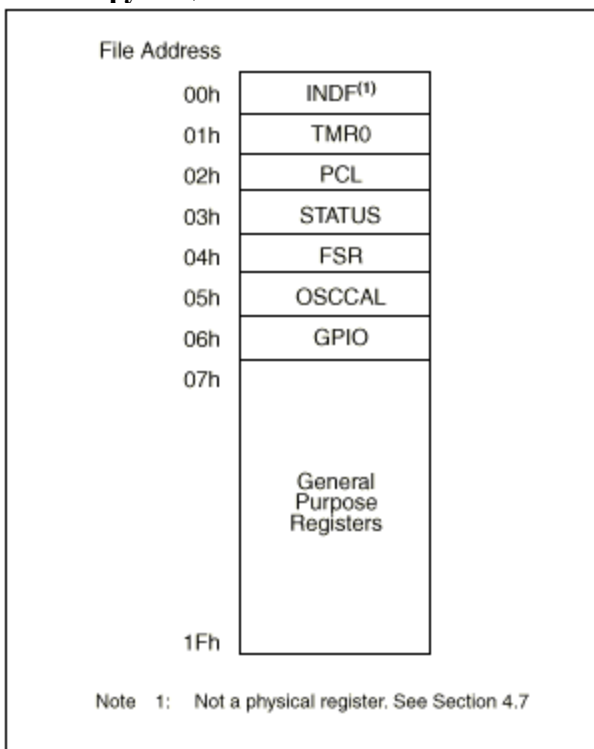 File Address
00h INDF(1)
01h TMR0
02h PCL
03h STATUS
04h FSR
05h OSCCAL
06h GPIO
07h
General
Purpose
Registers
1Fh
Note 1: Not a physical register. See Section 4.7